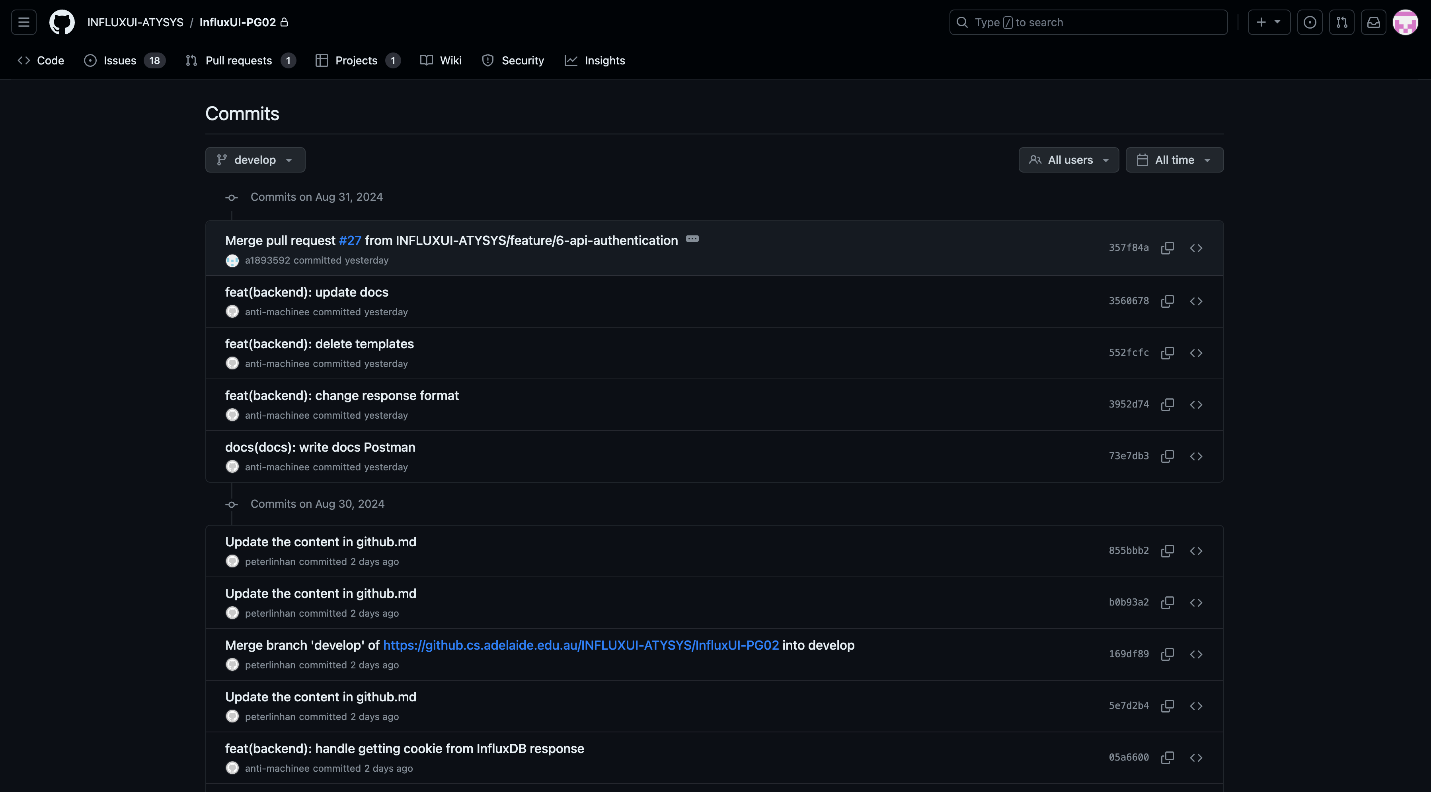 INFLUXUI-ATYSYS / InfluxUI-PG02
Type / to search
Code Issues 18 Pull requests 1 Projects 1 Wiki Security Insights
Commits
develop
All users All time
Commits on Aug 31, 2024
Merge pull request #27 from INFLUXUI-ATYSYS/feature/6-api-authentication
a1893592 committed yesterday
357f84a
feat(backend): update docs
anti-machinee committed yesterday
3560678
feat(backend): delete templates
anti-machinee committed yesterday
552fcfc
feat(backend): change response format
anti-machinee committed yesterday
3952d74
docs(docs): write docs Postman
anti-machinee committed yesterday
73e7db3
Commits on Aug 30, 2024
Update the content in github.md
peterlinhan committed 2 days ago
855bbb2
Update the content in github.md
peterlinhan committed 2 days ago
b0b93a2
Merge branch 'develop' of https://github.cs.adelaide.edu.au/INFLUXUI-ATYSYS/InfluxUI-PG02 into develop
peterlinhan committed 2 days ago
169df89
Update the content in github.md
peterlinhan committed 2 days ago
5e7d2b4
feat(backend): handle getting cookie from InfluxDB response
anti-machinee committed 2 days ago
05a6600